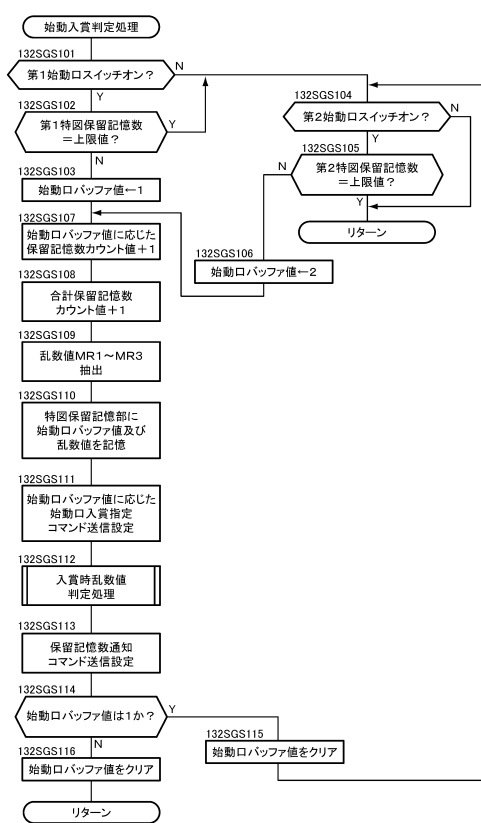 始動入賞判定処理
132SGS101
第1始動口スイッチオン？
N
Y
132SGS102
第1特図保留記憶数
＝上限値？
Y
N
132SGS103
始動口バッファ値←1
132SGS104
第2始動口スイッチオン？
N
Y
132SGS105
第2特図保留記憶数
＝上限値？
N
Y
リターン
132SGS106
始動口バッファ値←2
132SGS107
始動口バッファ値に応じた
保留記憶数カウント値＋1
132SGS108
合計保留記憶数
カウント値＋1
132SGS109
乱数値MR1～MR3
抽出
132SGS110
特図保留記憶部に
始動口バッファ値及び
乱数値を記憶
132SGS111
始動口バッファ値に応じた
始動口入賞指定
コマンド送信設定
132SGS112
入賞時乱数値
判定処理
132SGS113
保留記憶数通知
コマンド送信設定
132SGS114
始動口バッファ値は1か？
Y
N
132SGS115
始動口バッファ値をクリア
132SGS116
始動口バッファ値をクリア
リターン